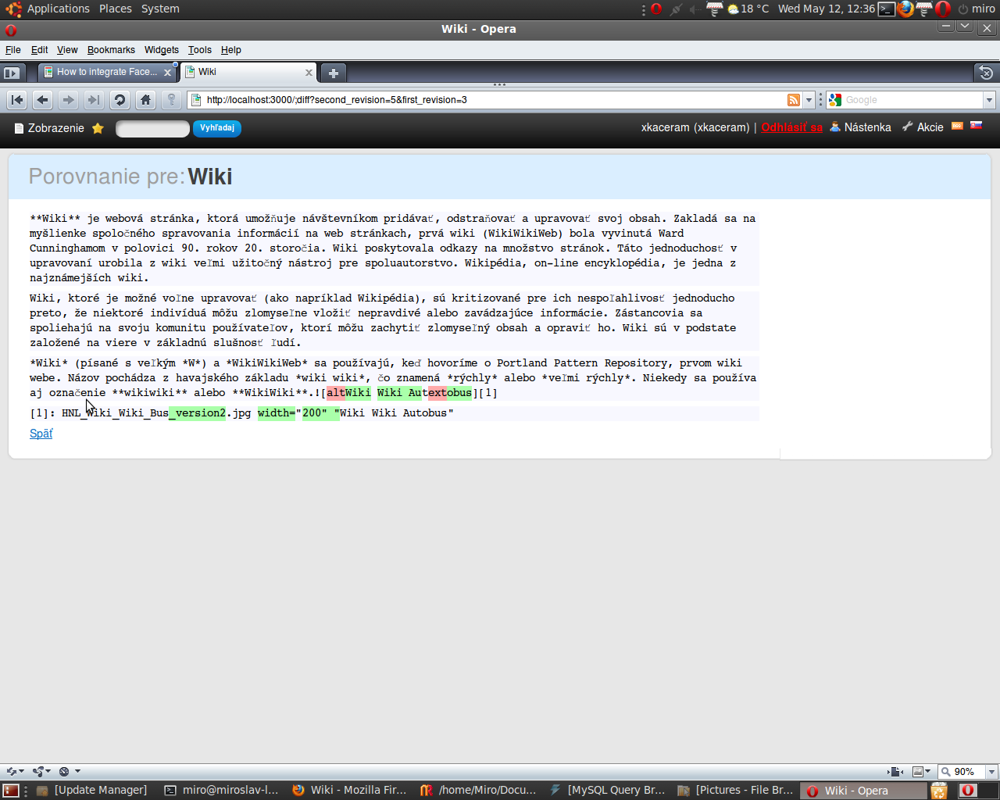 Applications Places System 18 °C Wed May 12, 12:36 miro
Wiki - Opera
File Edit View Bookmarks Widgets Tools Help
How to integrate Face... Wiki
http://localhost:3000/;diff?second_revision=5&first_revision=3 Google
Zobrazenie Vyhľadaj xkaceram (xkaceram) | Odhlásiť sa Nástenka Akcie
Porovnanie pre: Wiki
**Wiki** je webová stránka, ktorá umožňuje návštevníkom pridávať, odstraňovať a upravovať svoj obsah. Zakladá sa na
myšlienke spoločného spravovania informácií na web stránkach, prvá wiki (WikiWikiWeb) bola vyvinutá Ward
Cunninghamom v polovici 90. rokov 20. storočia. Wiki poskytovala odkazy na množstvo stránok. Táto jednoduchosť v
upravovaní urobila z wiki veľmi užitočný nástroj pre spoluautorstvo. Wikipédia, on-line encyklopédia, je jedna z
najznámejších wiki.
Wiki, ktoré je možné voľne upravovať (ako napríklad Wikipédia), sú kritizované pre ich nespoľahlivosť jednoducho
preto, že niektoré indivíduá môžu zlomyseľne vložiť nepravdivé alebo zavádzajúce informácie. Zástancovia sa
spoliehajú na svoju komunitu používateľov, ktorí môžu zachytiť zlomyseľný obsah a opraviť ho. Wiki sú v podstate
založené na viere v základnú slušnosť ľudí.
*Wiki* (písané s veľkým *W*) a *WikiWikiWeb* sa používajú, keď hovoríme o Portland Pattern Repository, prvom wiki
webe. Názov pochádza z havajského základu *wiki wiki*, čo znamená *rýchly* alebo *veľmi rýchly*. Niekedy sa používa
aj označenie **wikiwiki** alebo **WikiWiki**.![altWiki Wiki Autextobus][1]
[1]: HNL_Wiki_Wiki_Bus_version2.jpg width="200" "Wiki Wiki Autobus"
Späť
90%
[Update Manager] miro@miroslav-l... Wiki - Mozilla Fir... /home/Miro/Docu... [MySQL Query Br... [Pictures - File Br... Wiki - Opera